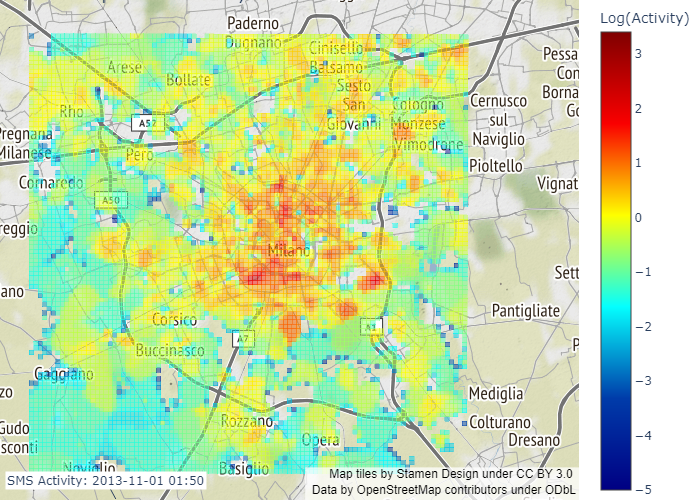 Log(Activity)
3
2
1
0
−1
−2
−3
−4
−5
Paderno
Dugnano
Cinisello
Balsamo
Sesto
San
Giovanni
Arese
Bollate
Rho
A52
Pero
Pregnana
Milanese
Cornaredo
A50
Cologno
Monzese
Vimodrone
Cernusco
sul
Naviglio
Pioltello
Pessa
Con
Borna
Go
Vignat
reggio
Milano
Sett
ano
Corsico
Buccinasco
A7
A1
Pantigliate
P
Gaggiano
zo
Gudo
sconti
Rozzano
Opera
Mediglia
Colturano
Dresano
Noviglio
Basiglio
SMS Activity: 2013-11-01 01:50
Map tiles by Stamen Design under CC BY 3.0
Data by OpenStreetMap contributors under ODbL